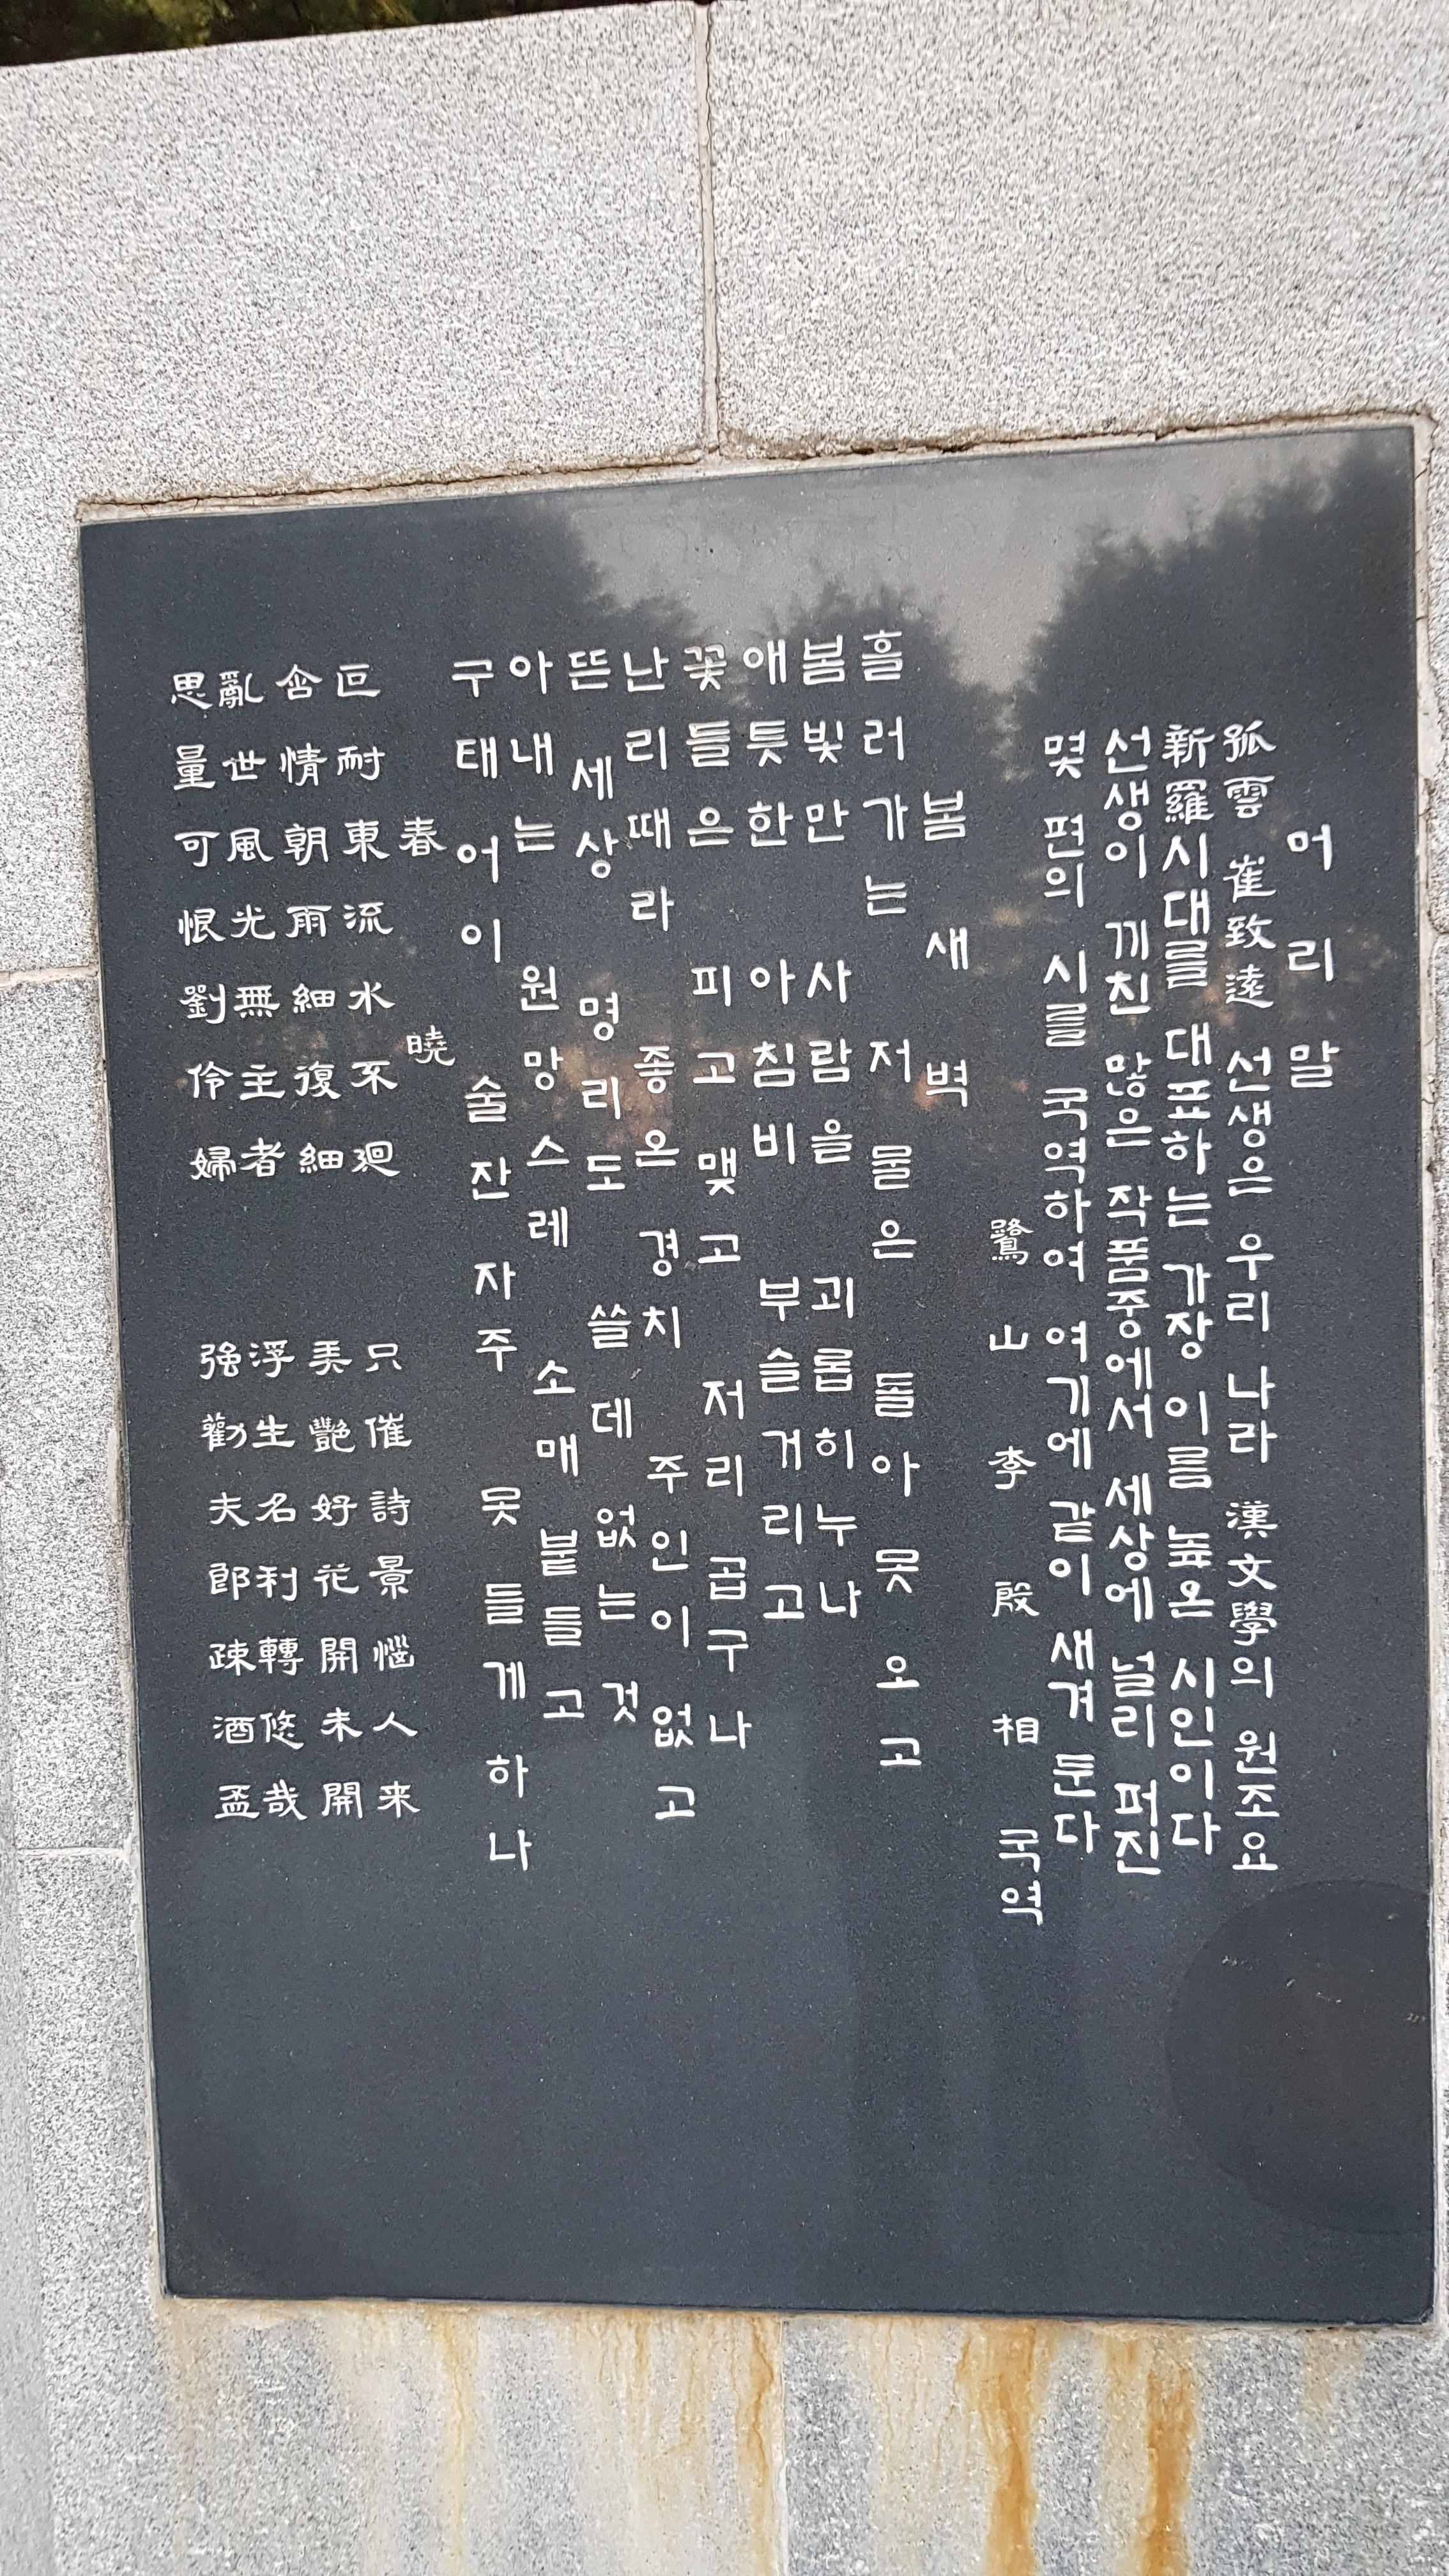 머리말
孤雲 崔致遠 선생은 우리나라 漢文學의 원조요
新羅시대를 대표하는 가장 이름 높은 시인이다
선생이 끼친 많은 작품중에서 세상에 널리 퍼진
몇 편의 시를 국역하여 여기에 같이 새겨 둔다
鷺山 李殷相 국역
봄 새벽
흘러가는 저 물은 돌아 못 오고
봄빛만 사람을 괴롭히누나
애틋한 아침비 부슬거리고
꽃들은 피고 맺고 저리 곱구나
난리때라 좋은 경치 주인이 없고
뜬 세상 명리도 쓸데없는 것
아내는 원망스레 소매 붙들고
구태어이 술잔 자주 못 들게 하나
春曉
叵耐東流水不廻 只催詩景惱人来
含情朝雨細復細 美艷好花開未開
亂世風光無主者 浮生名利轉悠哉
思量可恨劉伶婦 強勸夫郎疎酒盃